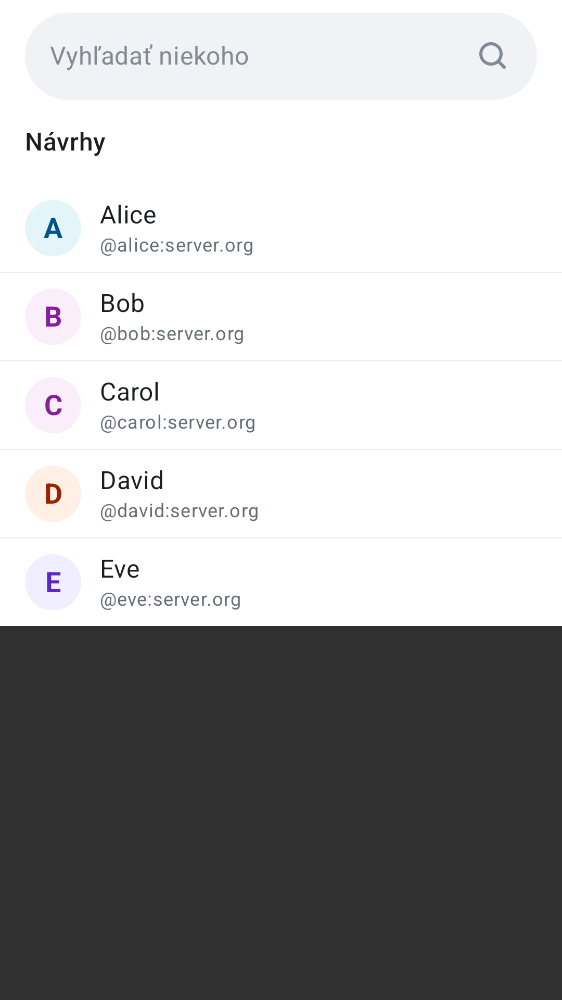 Vyhľadať niekoho
Návrhy
A
Alice
@alice:server.org
B
Bob
@bob:server.org
C
Carol
@carol:server.org
D
David
@david:server.org
E
Eve
@eve:server.org